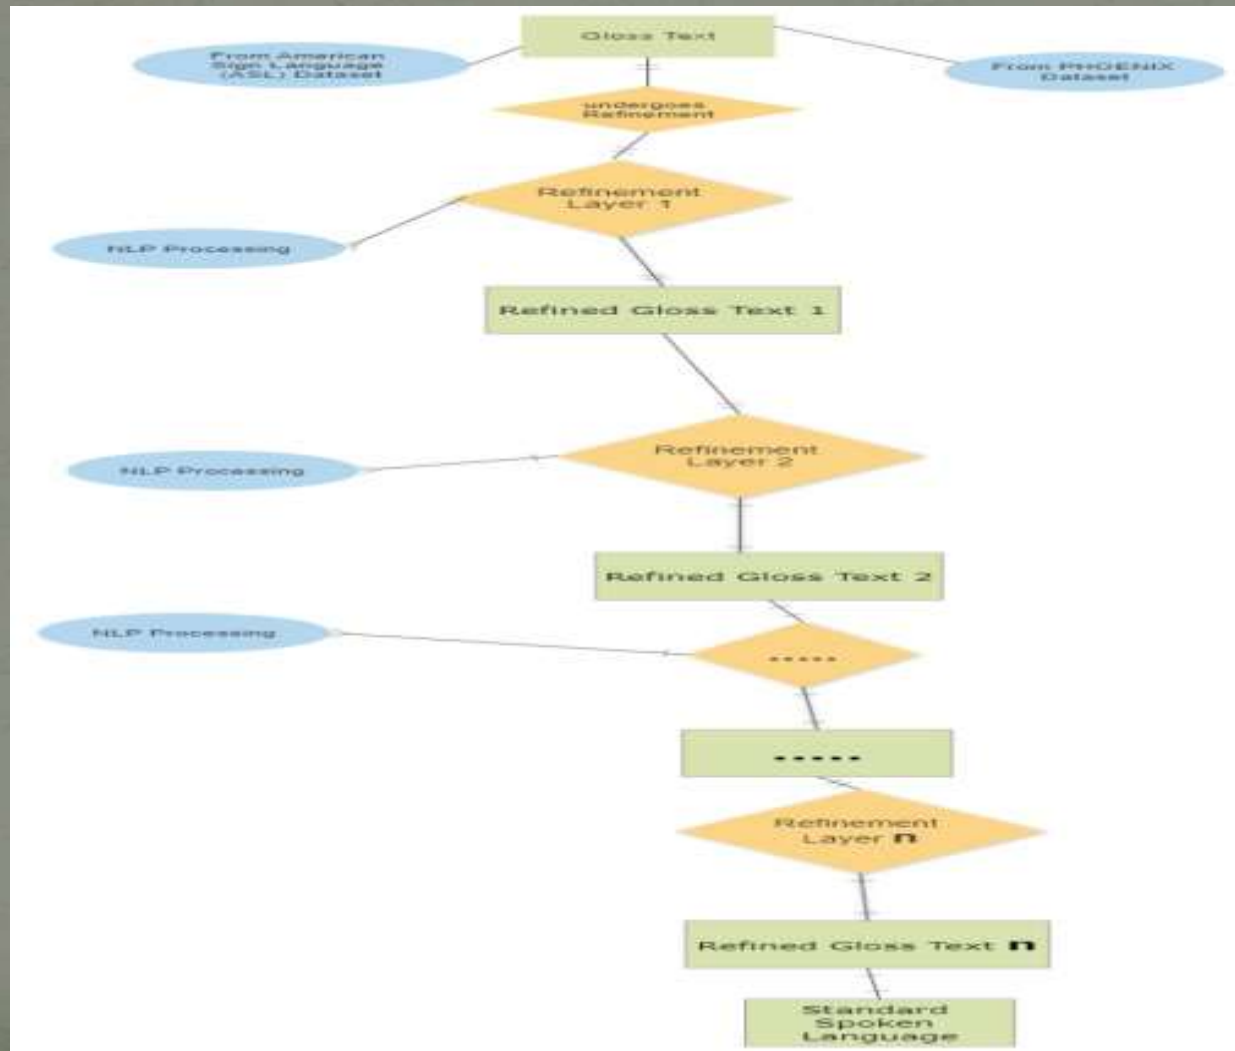 Gloss Text
From American
Sign Language
(ASL) Dataset
From PHOENIX
Dataset
undergoes
Refinement
Refinement
Layer 1
NLP Processing
Refined Gloss Text 1
Refinement
Layer 2
NLP Processing
Refined Gloss Text 2
NLP Processing
.....
.....
Refinement
Layer n
Refined Gloss Text n
Standard
Spoken
Language